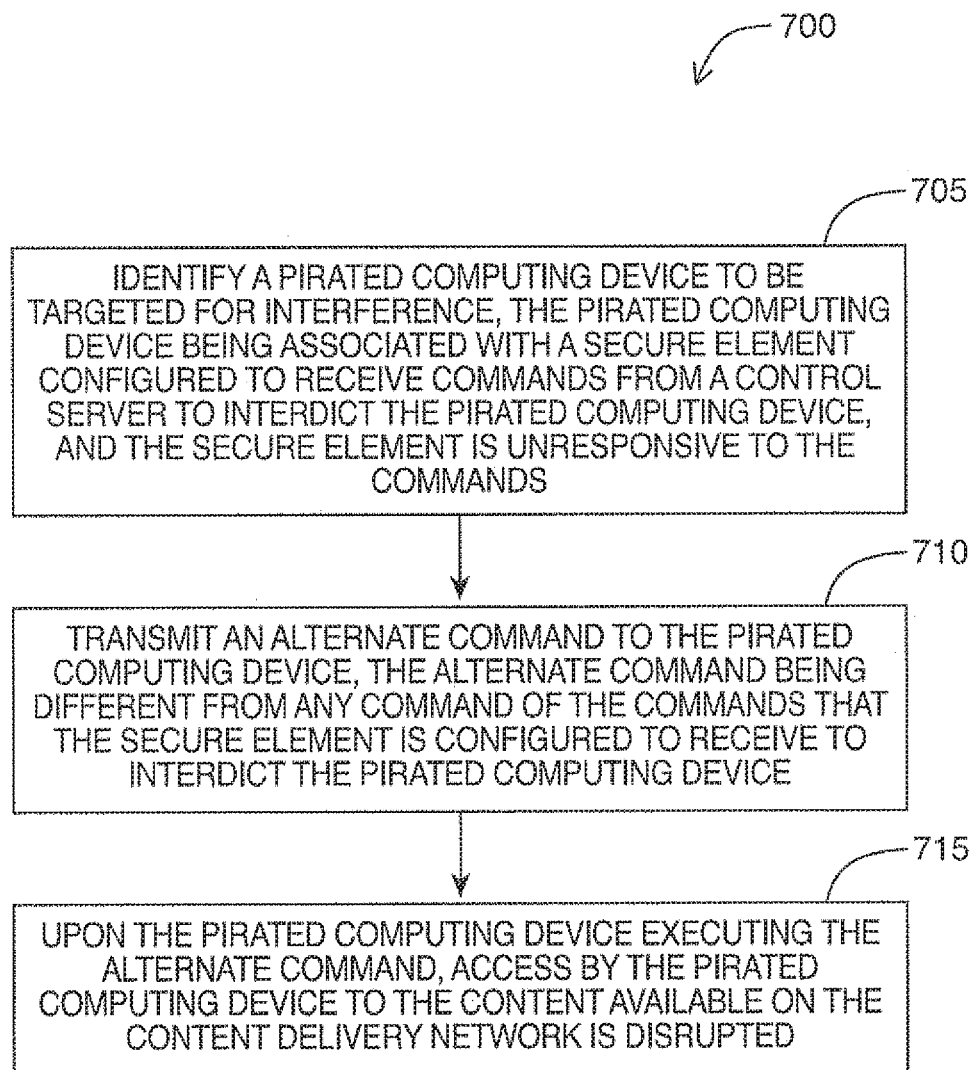 700
705
IDENTIFY A PIRATED COMPUTING DEVICE TO BE
TARGETED FOR INTERFERENCE, THE PIRATED COMPUTING
DEVICE BEING ASSOCIATED WITH A SECURE ELEMENT
CONFIGURED TO RECEIVE COMMANDS FROM A CONTROL
SERVER TO INTERDICT THE PIRATED COMPUTING DEVICE,
AND THE SECURE ELEMENT IS UNRESPONSIVE TO THE
COMMANDS
710
TRANSMIT AN ALTERNATE COMMAND TO THE PIRATED
COMPUTING DEVICE, THE ALTERNATE COMMAND BEING
DIFFERENT FROM ANY COMMAND OF THE COMMANDS THAT
THE SECURE ELEMENT IS CONFIGURED TO RECEIVE TO
INTERDICT THE PIRATED COMPUTING DEVICE
715
UPON THE PIRATED COMPUTING DEVICE EXECUTING THE
ALTERNATE COMMAND, ACCESS BY THE PIRATED
COMPUTING DEVICE TO THE CONTENT AVAILABLE ON THE
CONTENT DELIVERY NETWORK IS DISRUPTED